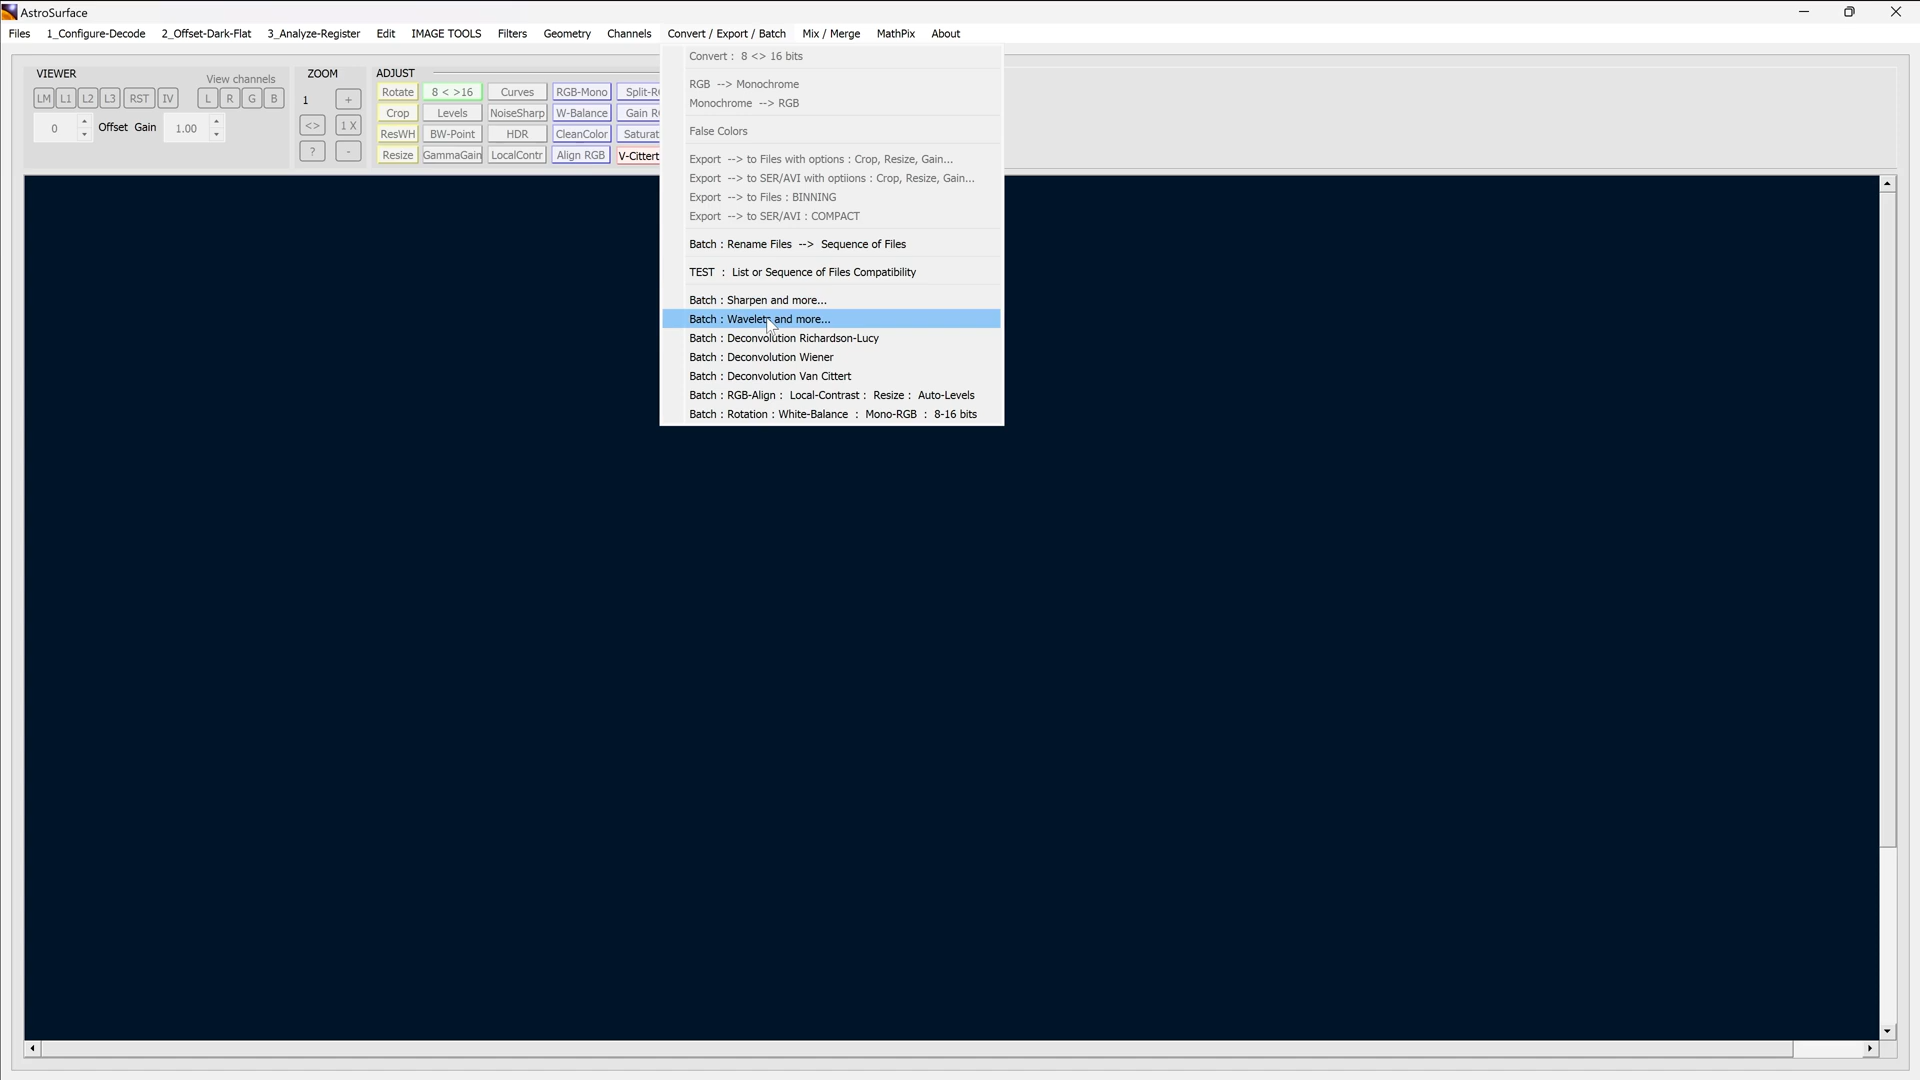 AstroSurface
Files 1_Configure-Decode 2_Offset-Dark-Flat 3_Analyze-Register Edit IMAGE TOOLS Filters Geometry Channels Convert / Export / Batch Mix / Merge MathPix About
VIEWER
View channels
LM L1 L2 L3 RST IV L R G B
0 Offset Gain 1.00
ZOOM
1 +
<> 1 X
? -
ADJUST
Rotate 8 < >16 Curves RGB-Mono Split-R
Crop Levels NoiseSharp W-Balance Gain R
ResWH BW-Point HDR CleanColor Saturat
Resize GammaGain LocalContr Align RGB V-Cittert
Convert : 8 <> 16 bits
RGB --> Monochrome
Monochrome --> RGB
False Colors
Export --> to Files with options : Crop, Resize, Gain...
Export --> to SER/AVI with optiions : Crop, Resize, Gain...
Export --> to Files : BINNING
Export --> to SER/AVI : COMPACT
Batch : Rename Files --> Sequence of Files
TEST : List or Sequence of Files Compatibility
Batch : Sharpen and more...
Batch : Wavelets and more...
Batch : Deconvolution Richardson-Lucy
Batch : Deconvolution Wiener
Batch : Deconvolution Van Cittert
Batch : RGB-Align : Local-Contrast : Resize : Auto-Levels
Batch : Rotation : White-Balance : Mono-RGB : 8-16 bits